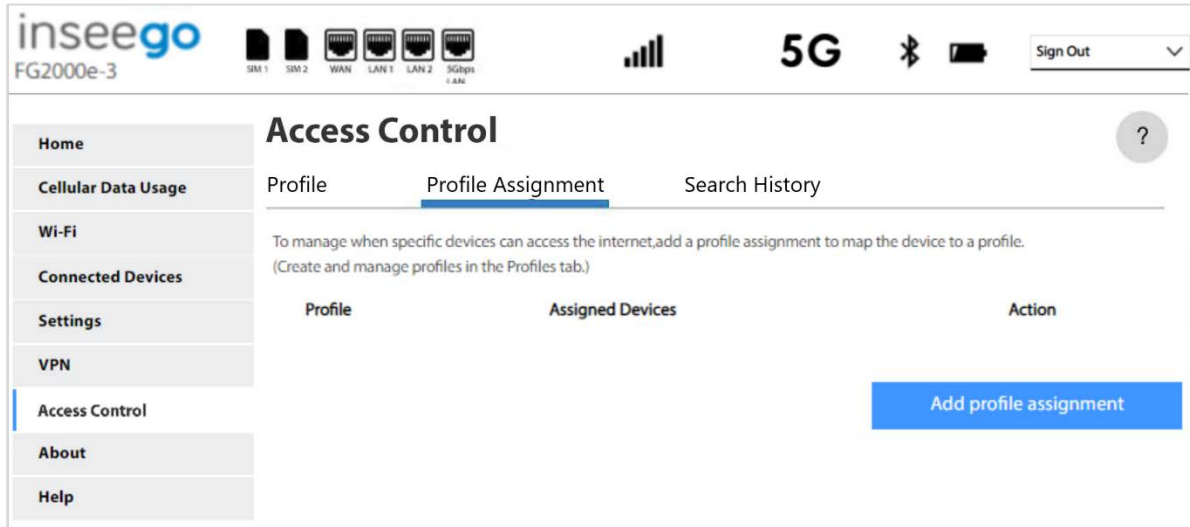 inseego
FG2000e-3
SIM 1 SIM 2 WAN LAN 1 LAN 2 5Gbps
LAN
5G
Sign Out
Access Control
?
Home
Cellular Data Usage
Wi-Fi
Connected Devices
Settings
VPN
Access Control
About
Help
Profile Profile Assignment Search History
To manage when specific devices can access the internet,add a profile assignment to map the device to a profile.
(Create and manage profiles in the Profiles tab.)
Profile Assigned Devices Action
Add profile assignment